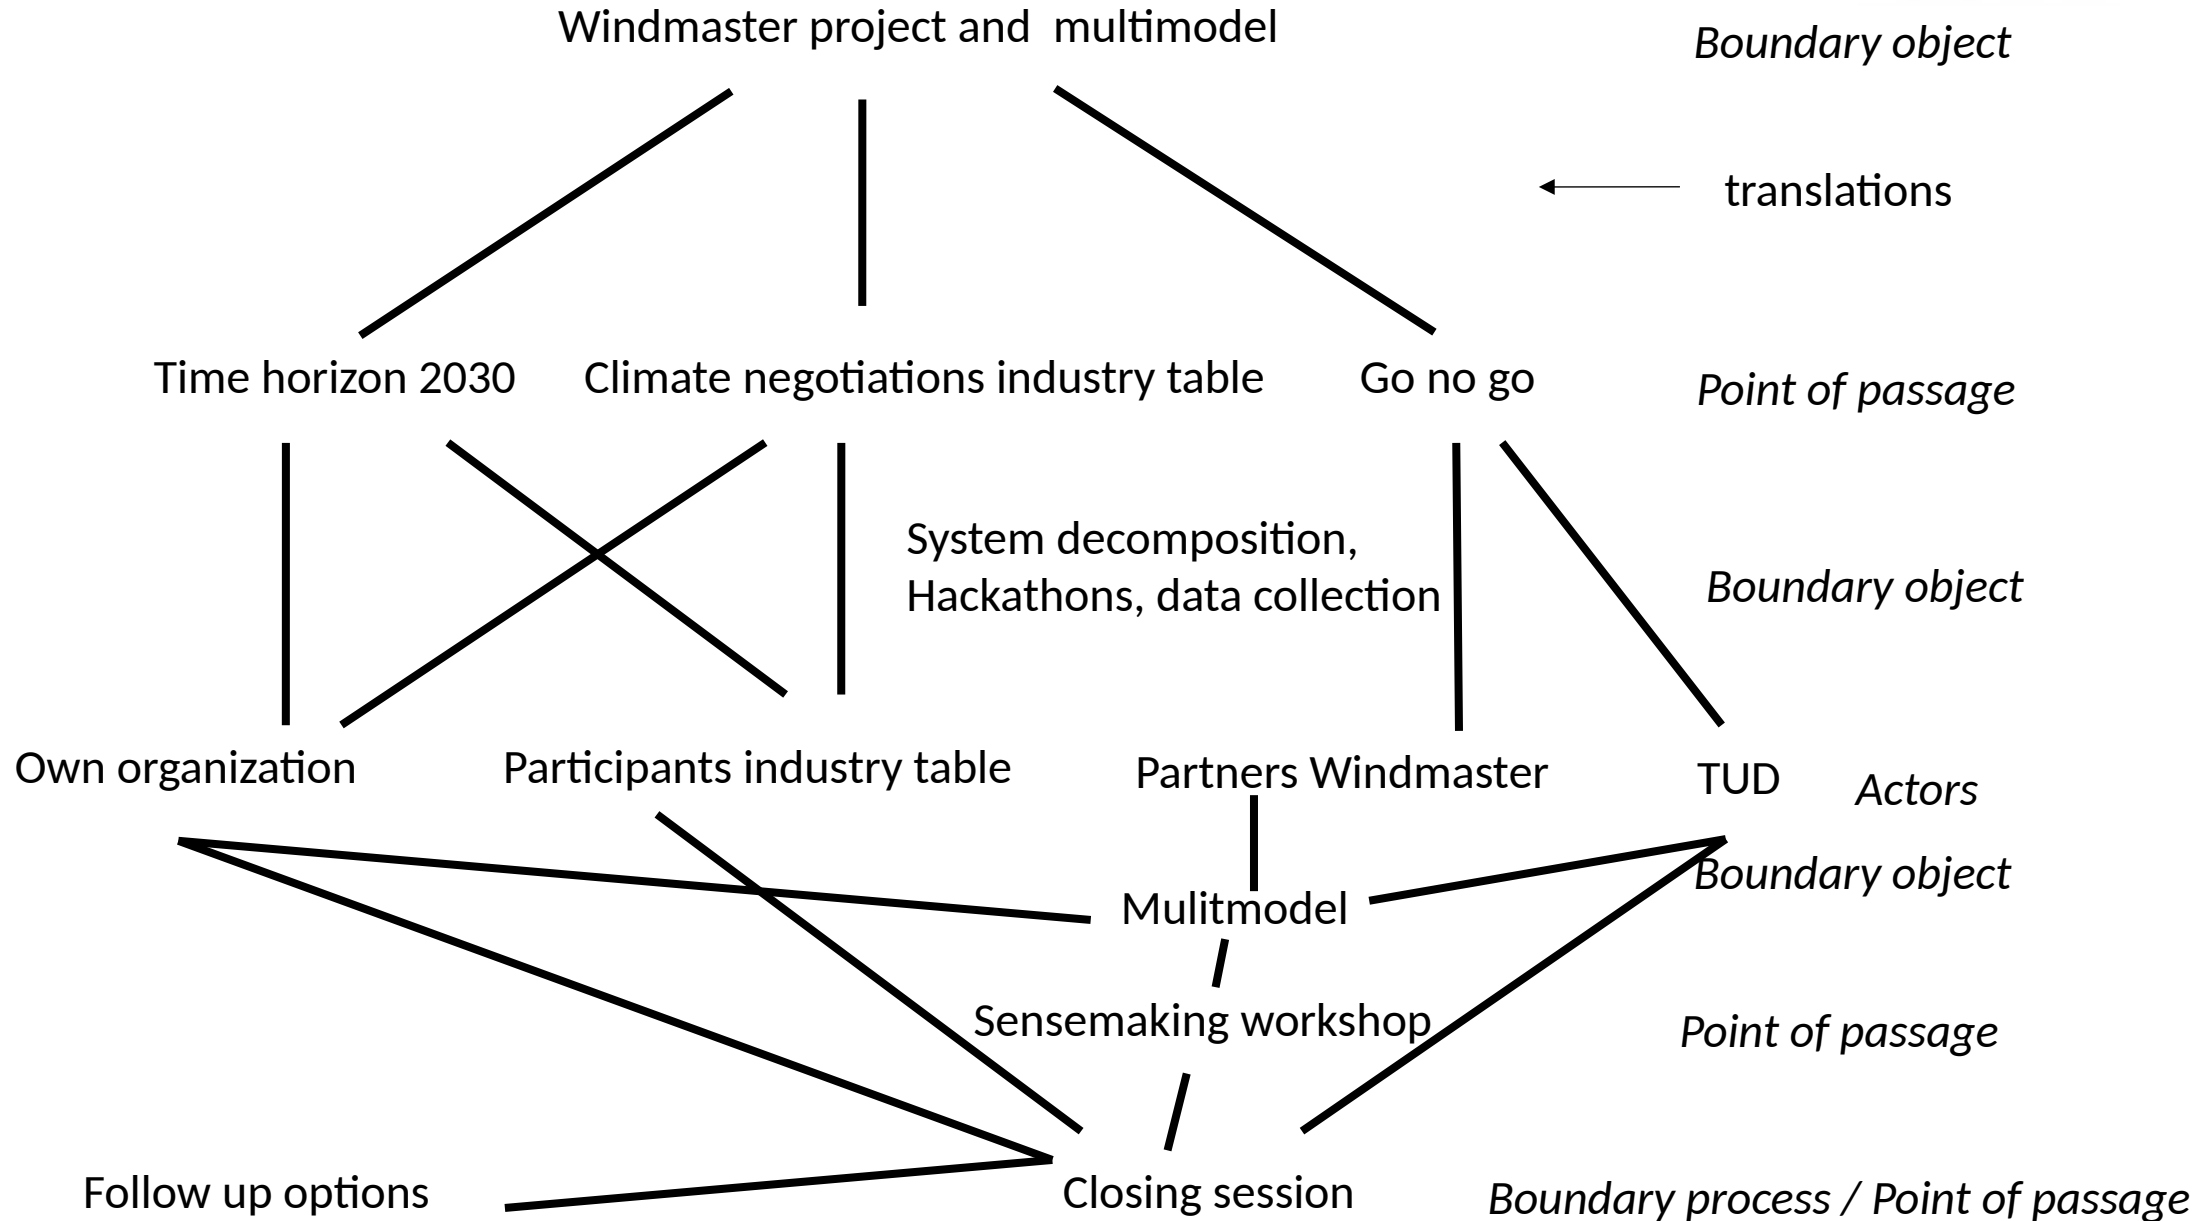 Windmaster project and  multimodel
Boundary object
translations
Time horizon 2030
Climate negotiations industry table
Go no go
Point of passage
System decomposition,
Hackathons, data collection
Boundary object
Own organization
Participants industry table
Partners Windmaster
TUD
Actors
Boundary object
Mulitmodel
Sensemaking workshop
Point of passage
Follow up options
Closing session
Boundary process / Point of passage